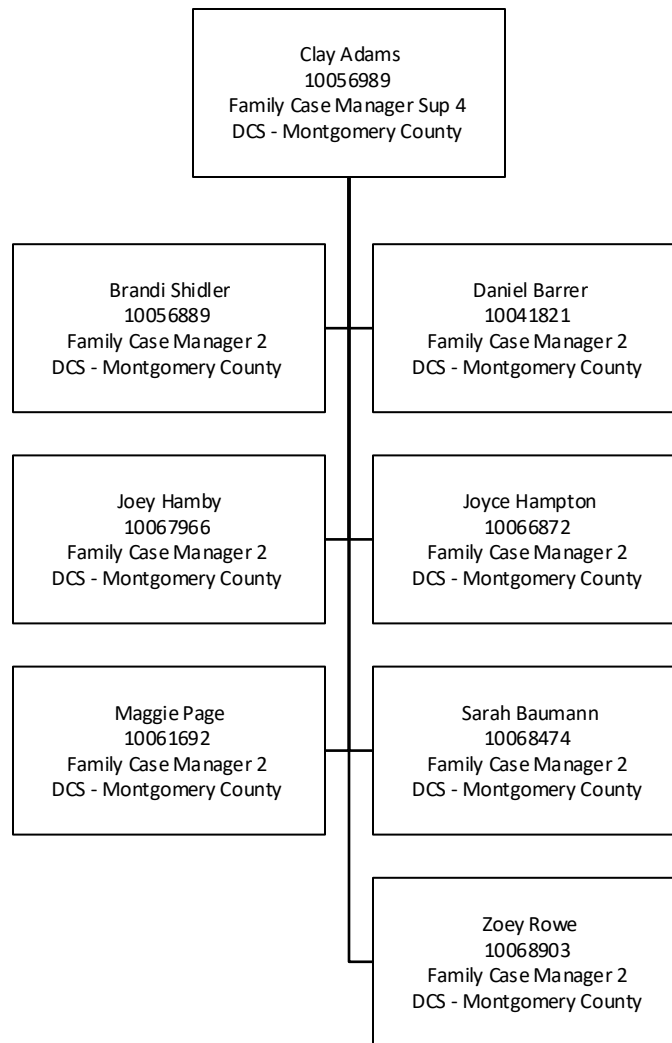 Clay Adams
10056989
Family Case Manager Sup 4
DCS - Montgomery County
Brandi Shidler
10056889
Family Case Manager 2
DCS - Montgomery County
Daniel Barrer
10041821
Family Case Manager 2
DCS - Montgomery County
Joey Hamby
10067966
Family Case Manager 2
DCS - Montgomery County
Joyce Hampton
10066872
Family Case Manager 2
DCS - Montgomery County
Maggie Page
10061692
Family Case Manager 2
DCS - Montgomery County
Sarah Baumann
10068474
Family Case Manager 2
DCS - Montgomery County
Zoey Rowe
10068903
Family Case Manager 2
DCS - Montgomery County